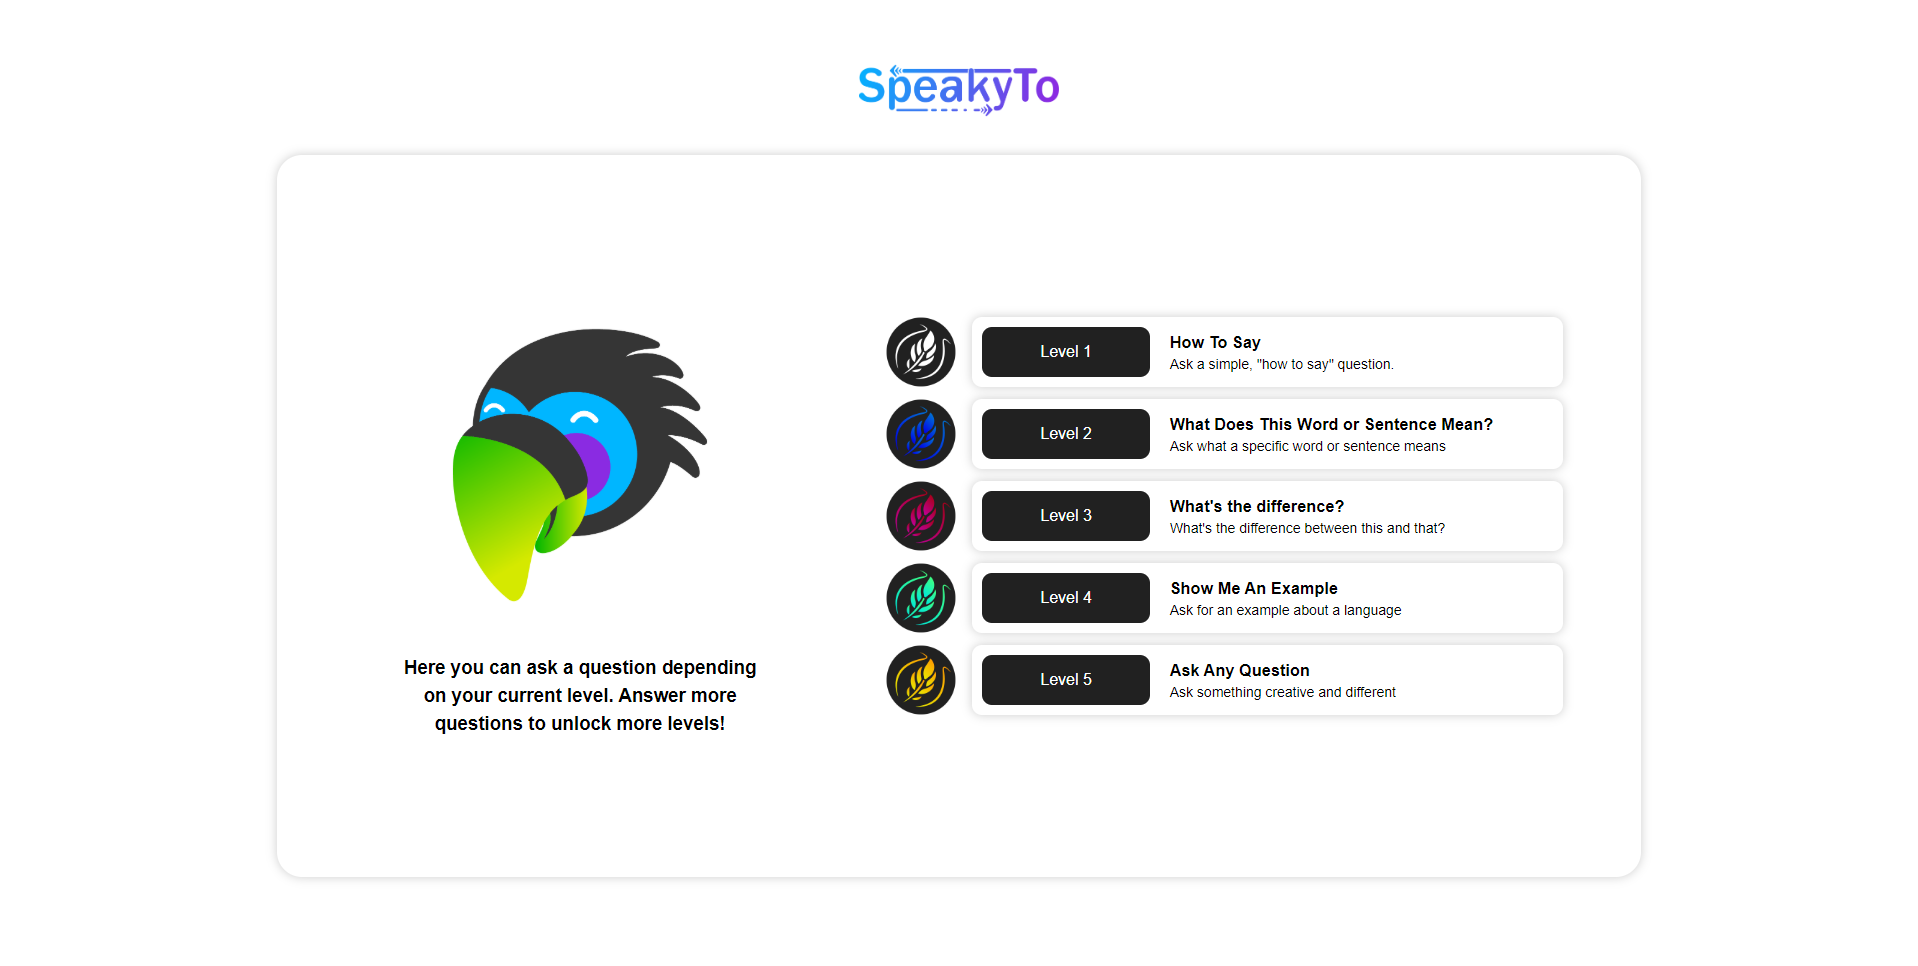 SpeakyTo
Here you can ask a question depending
on your current level. Answer more
questions to unlock more levels!
Level 1
How To Say
Ask a simple, "how to say" question.
Level 2
What Does This Word or Sentence Mean?
Ask what a specific word or sentence means
Level 3
What's the difference?
What's the difference between this and that?
Level 4
Show Me An Example
Ask for an example about a language
Level 5
Ask Any Question
Ask something creative and different